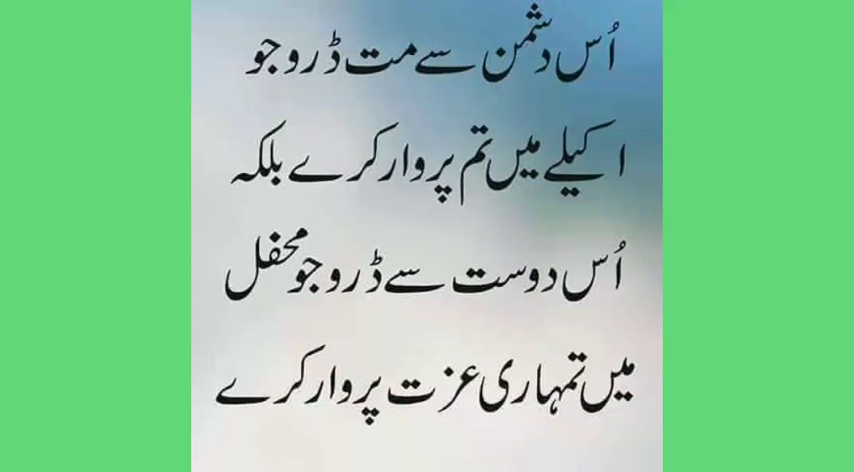 اُس دشمن سے مت ڈرو جو
اکیلے میں تم پر وار کرے بلکہ
اُس دوست سے ڈرو جو محفل
میں تمہاری عزت پر وار کرے